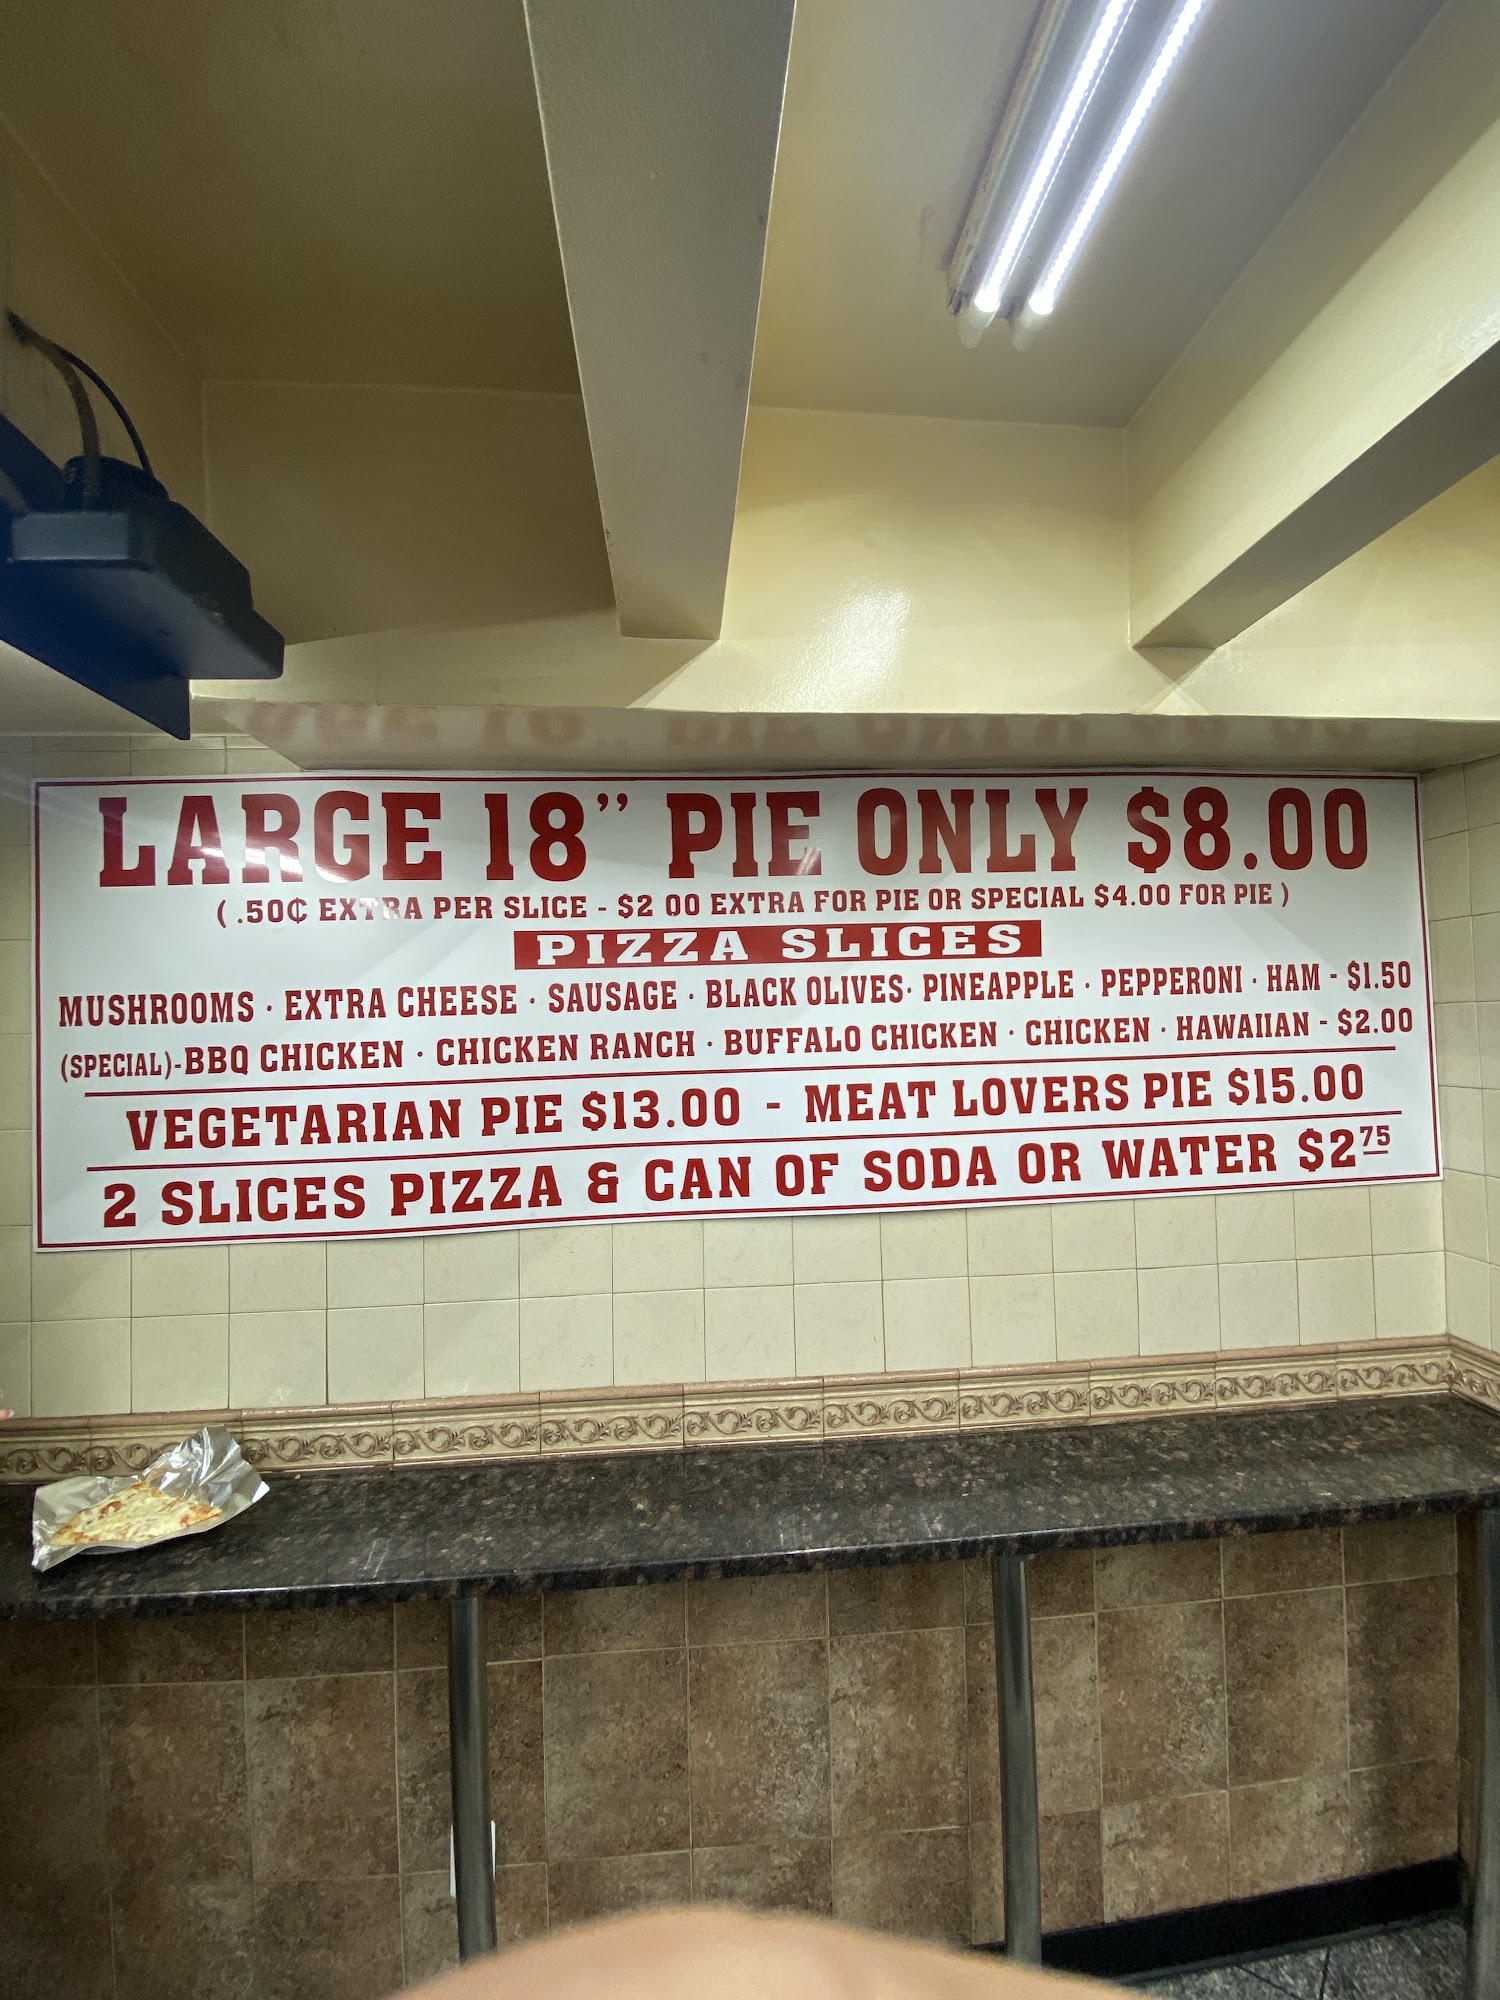 LARGE 18” PIE ONLY $8.00
( .50¢ EXTRA PER SLICE - $2 00 EXTRA FOR PIE OR SPECIAL $4.00 FOR PIE )
PIZZA SLICES
MUSHROOMS · EXTRA CHEESE · SAUSAGE · BLACK OLIVES· PINEAPPLE · PEPPERONI · HAM - $1.50
(SPECIAL)-BBQ CHICKEN · CHICKEN RANCH · BUFFALO CHICKEN · CHICKEN · HAWAIIAN - $2.00
VEGETARIAN PIE $13.00 - MEAT LOVERS PIE $15.00
2 SLICES PIZZA & CAN OF SODA OR WATER $2 75